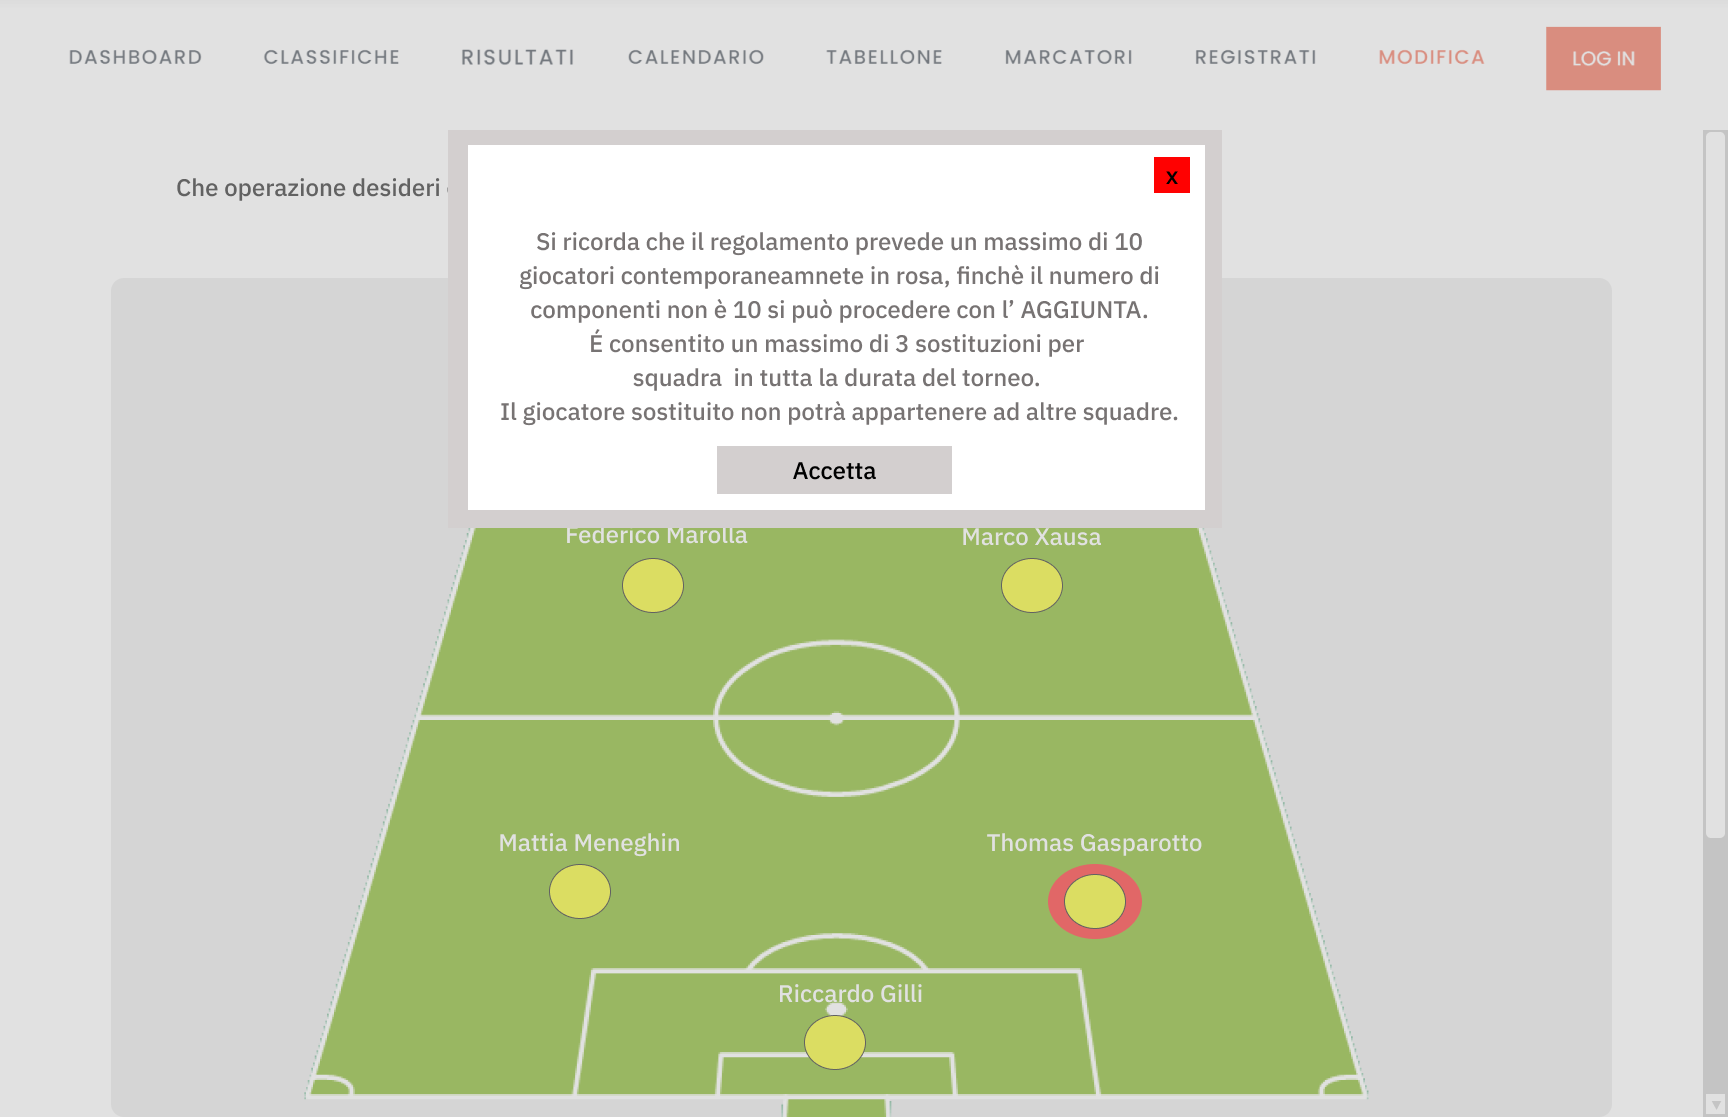 DASHBOARD CLASSIFICHE RISULTATI CALENDARIO TABELLONE MARCATORI REGISTRATI MODIFICA LOG IN
Che operazione desideri
x
Si ricorda che il regolamento prevede un massimo di 10
giocatori contemporaneamnete in rosa, finchè il numero di
componenti non è 10 si può procedere con l’ AGGIUNTA.
É consentito un massimo di 3 sostituzioni per
squadra  in tutta la durata del torneo.
Il giocatore sostituito non potrà appartenere ad altre squadre.
Accetta
Federico Marolla
Marco Xausa
Mattia Meneghin
Thomas Gasparotto
Riccardo Gilli